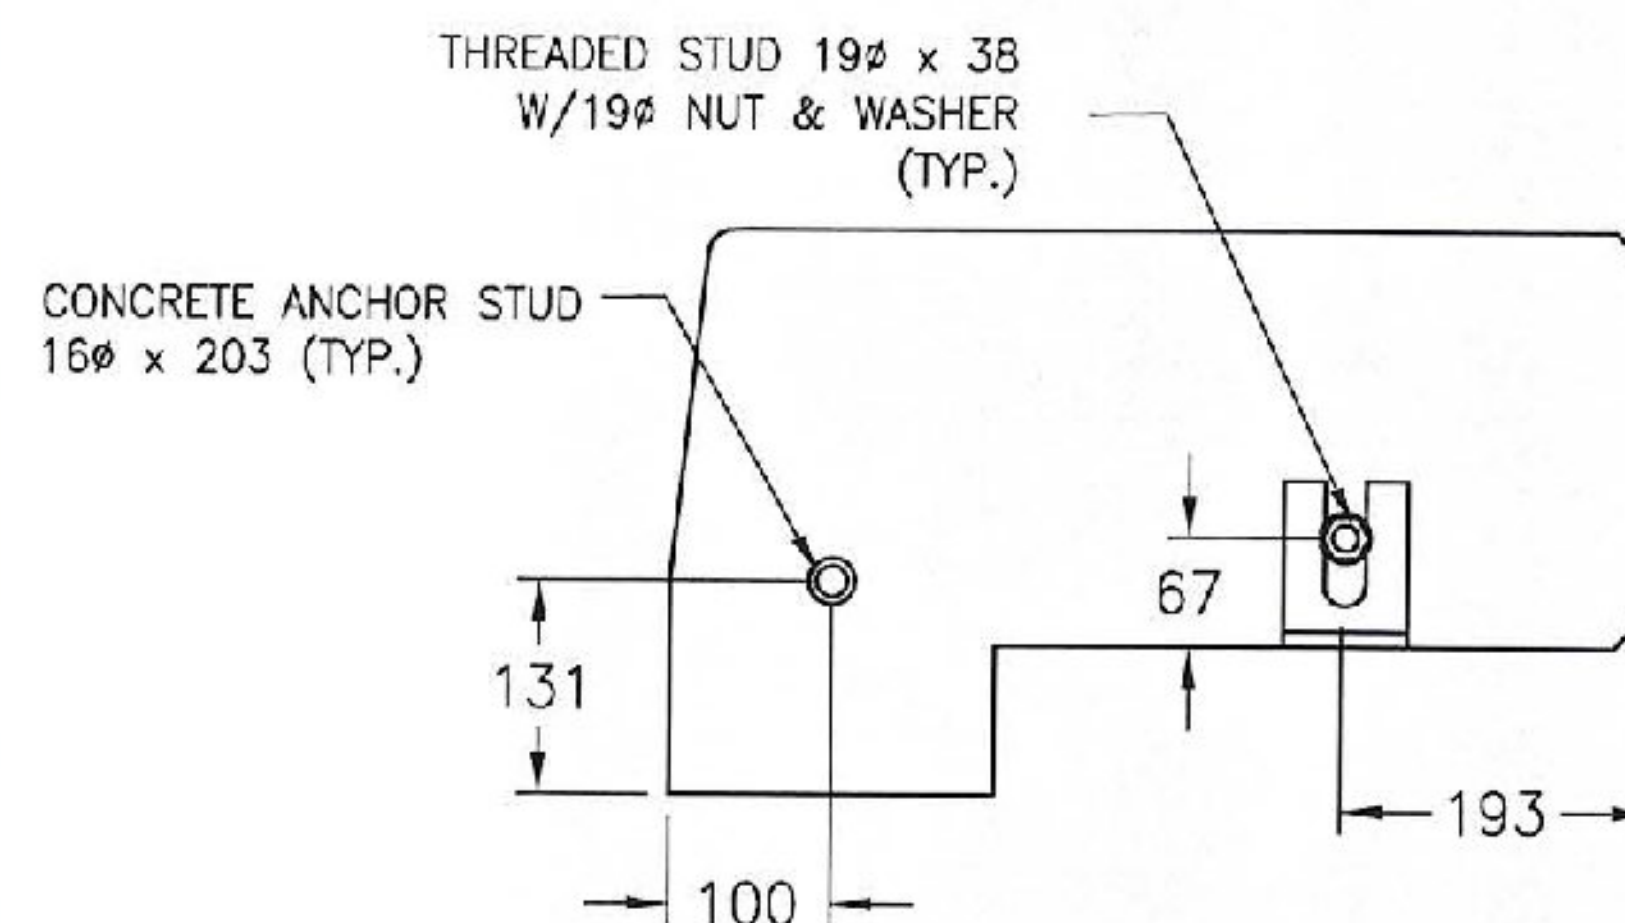 THREADED STUD 19ø x 38
W/19ø NUT & WASHER
(TYP.)
CONCRETE ANCHOR STUD
16ø x 203 (TYP.)
67
131
193
100